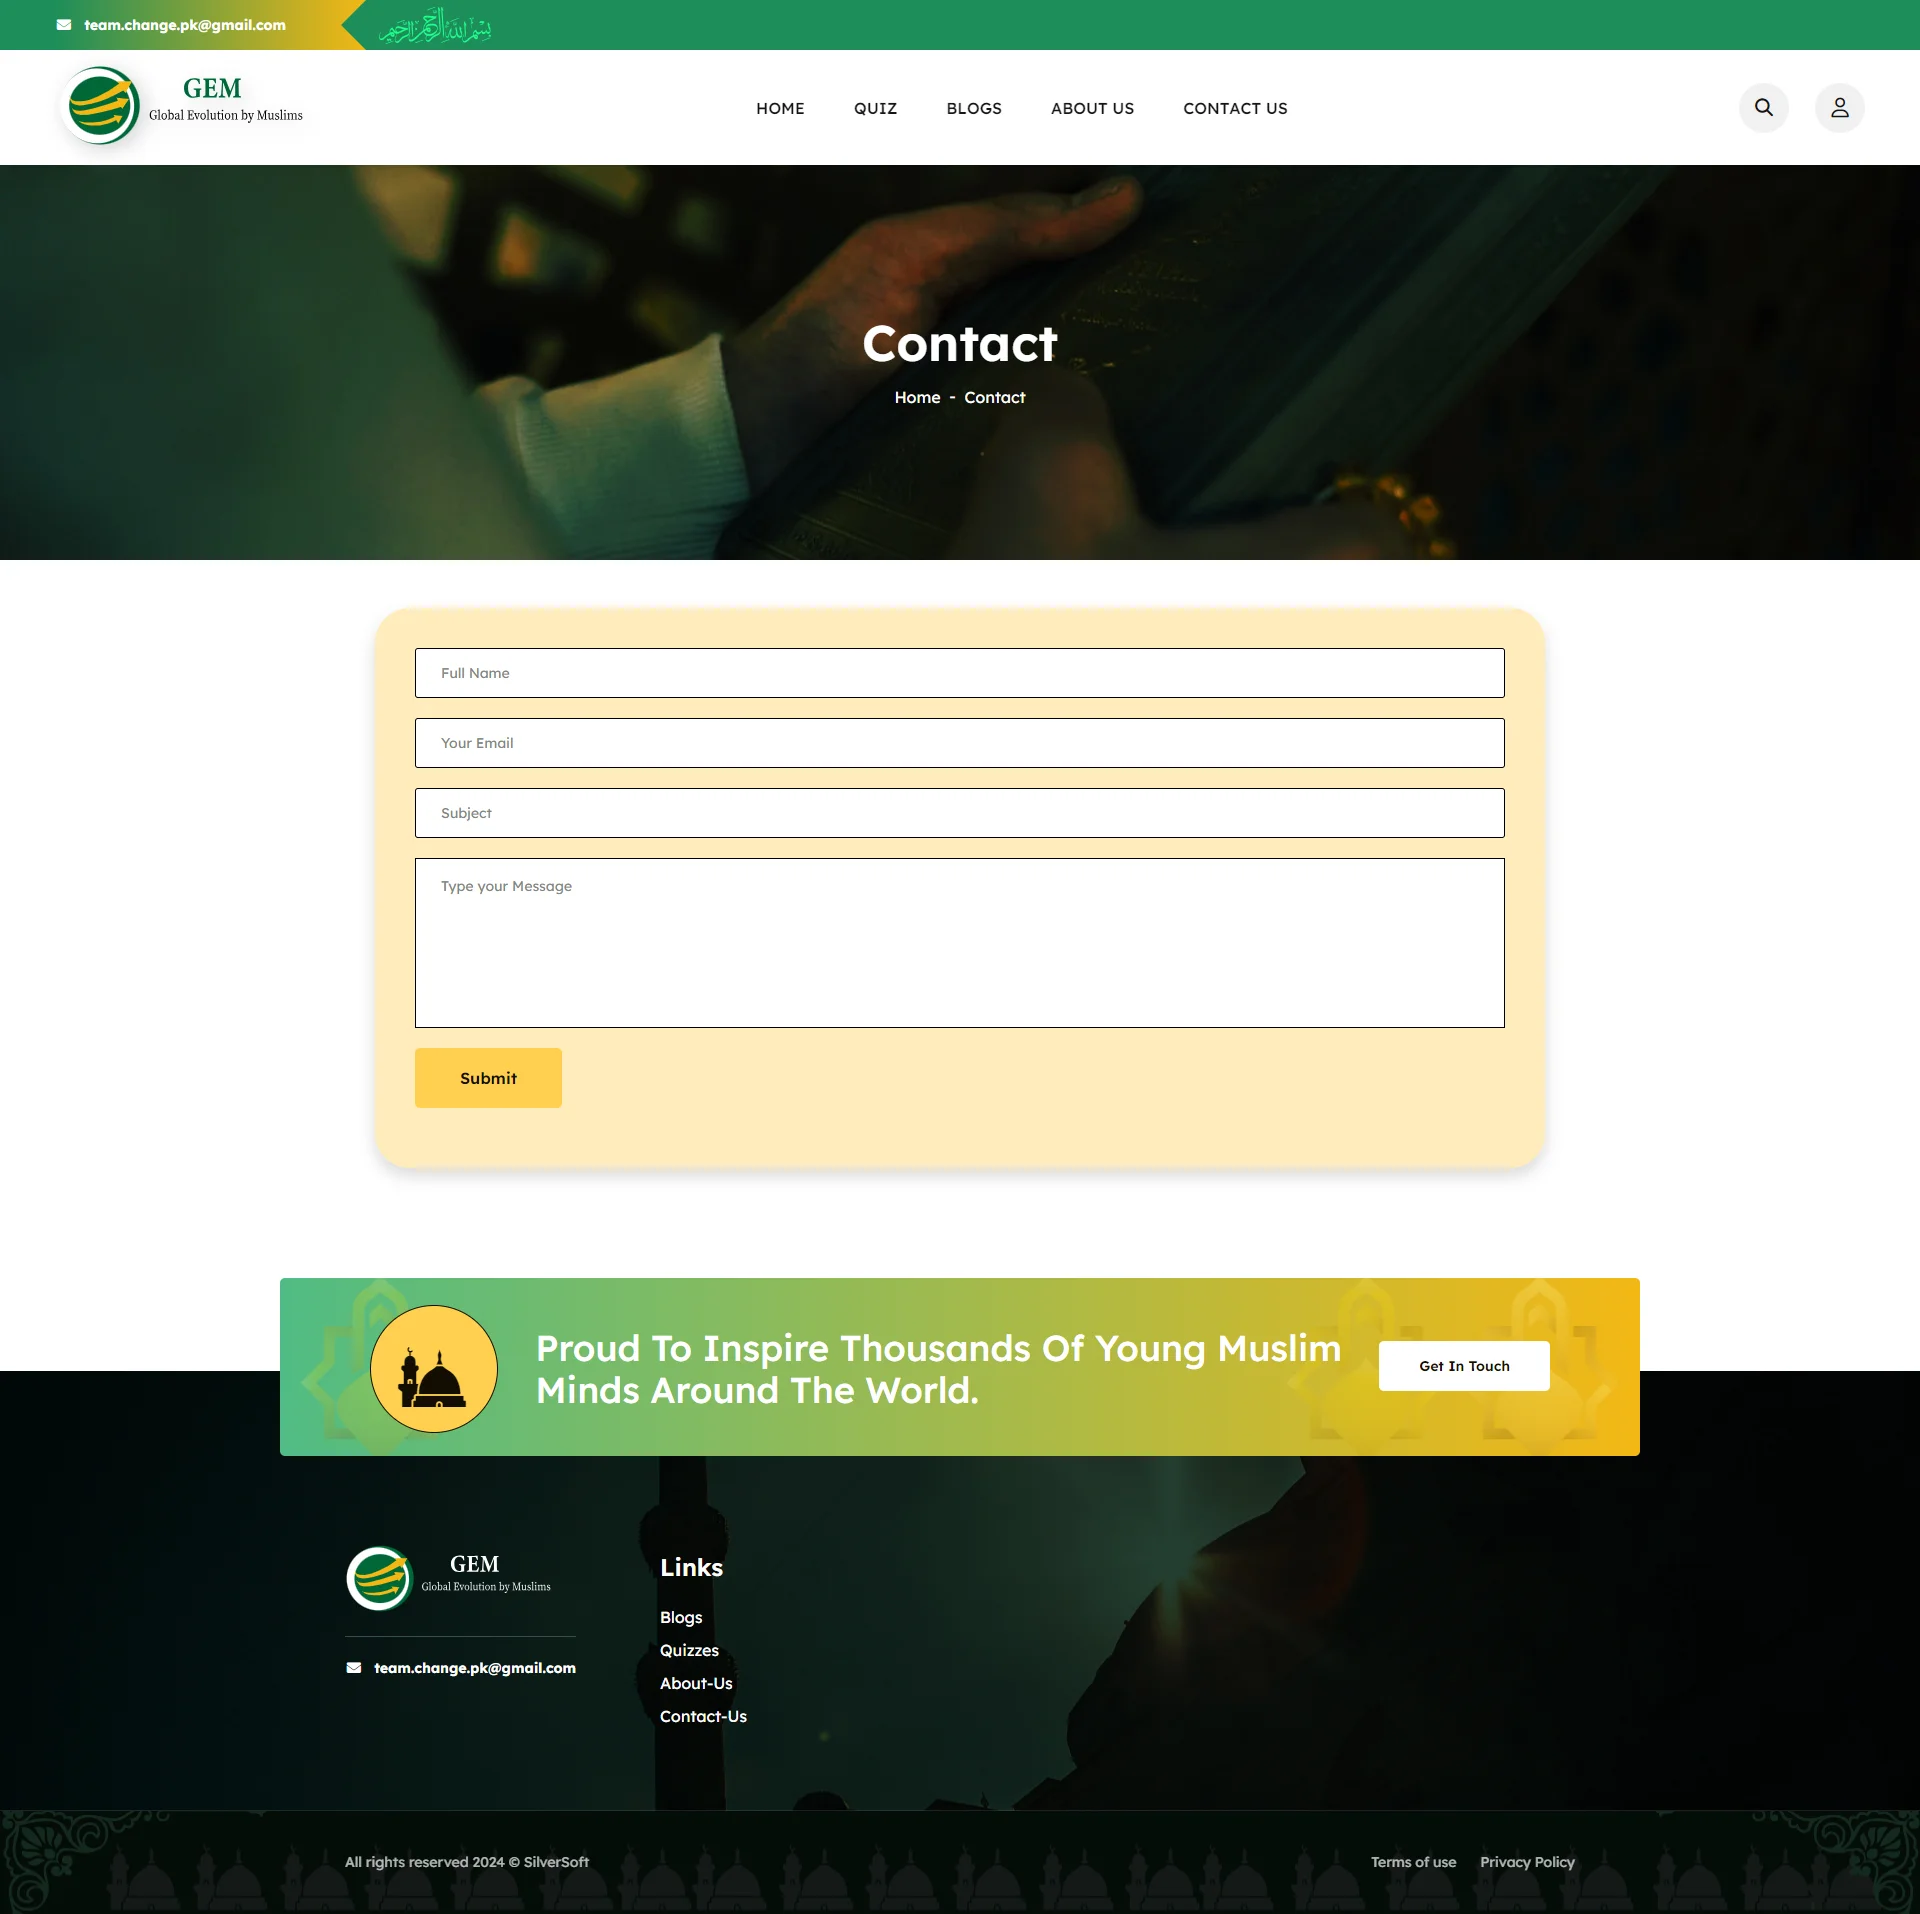 team.change.pk@gmail.com
بسم الله الرحمن الرحيم
GEM
Global Evolution by Muslims
HOME
QUIZ
BLOGS
ABOUT US
CONTACT US
Contact
Home - Contact
Full Name
Your Email
Subject
Type your Message
Submit
Proud To Inspire Thousands Of Young Muslim
Minds Around The World.
Get In Touch
GEM
Global Evolution by Muslims
team.change.pk@gmail.com
Links
Blogs
Quizzes
About-Us
Contact-Us
All rights reserved 2024 © SilverSoft
Terms of use
Privacy Policy